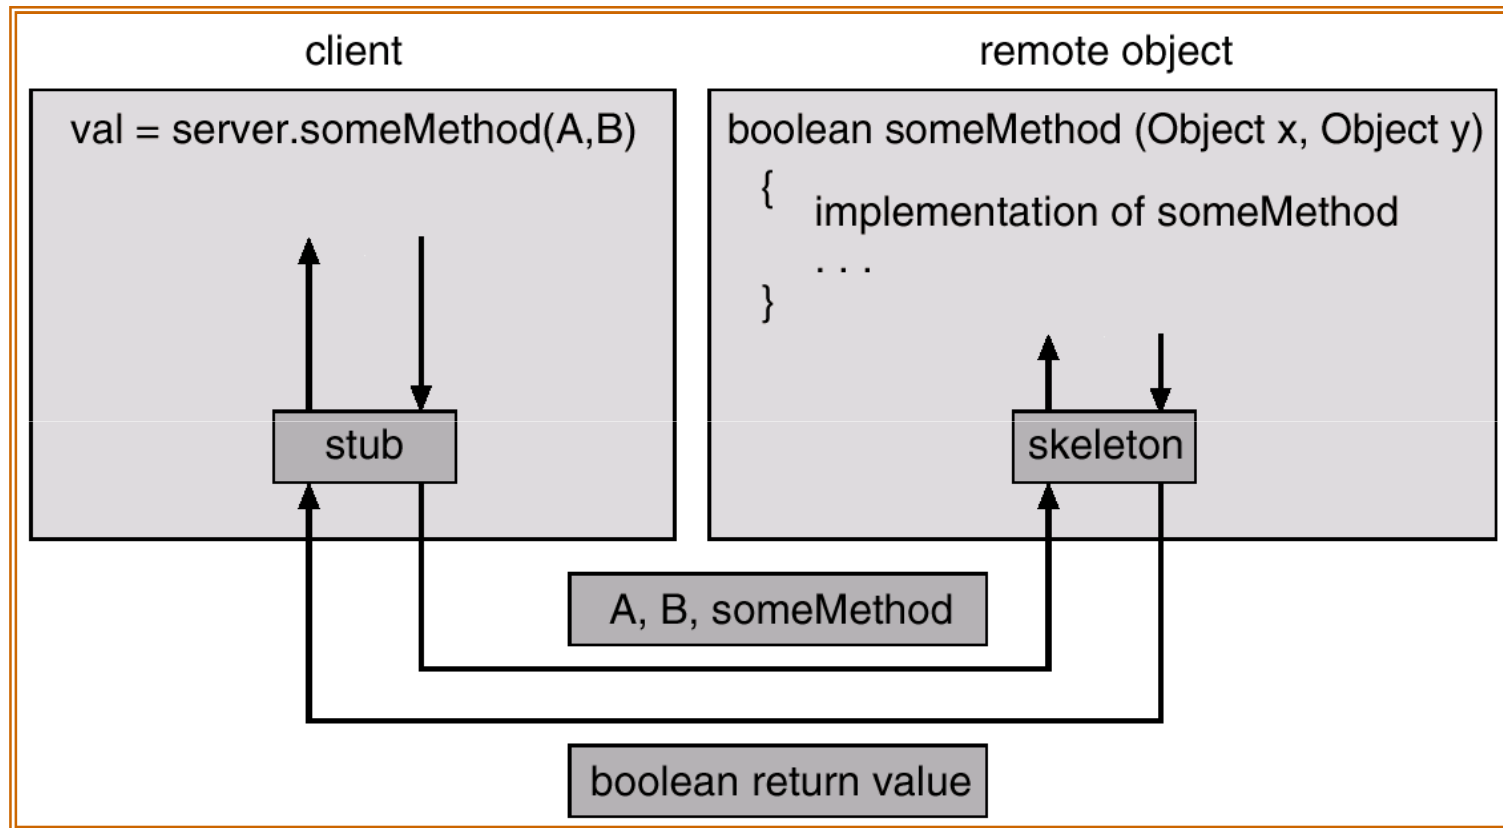 client
val = server.someMethod(A,B)
stub
remote object
boolean someMethod (Object x, Object y)
{
implementation of someMethod
. . .
}
skeleton
A, B, someMethod
boolean return value